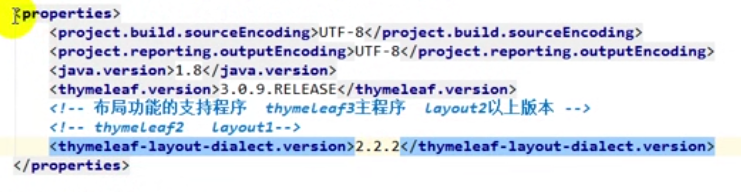 <properties>
<project.build.sourceEncoding>UTF-8</project.build.sourceEncoding>
<project.reporting.outputEncoding>UTF-8</project.reporting.outputEncoding>
<java.version>1.8</java.version>
<thymeleaf.version>3.0.9.RELEASE</thymeleaf.version>
<!-- 布局功能的支持程序  thymeleaf3主程序  layout2以上版本 -->
<!-- thymeleaf2   layout1-->
<thymeleaf-layout-dialect.version>2.2.2</thymeleaf-layout-dialect.version>
</properties>